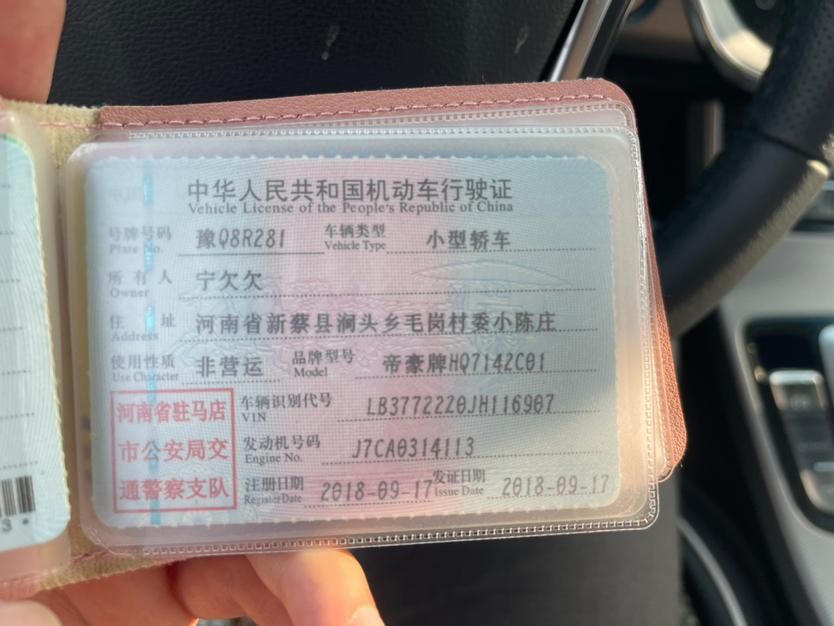 中华人民共和国机动车行驶证
Vehicle License of the People's Republic of China
号牌号码 豫Q8R281 车辆类型 小型轿车
Plate No. Vehicle Type
所有人 宁欠欠
Owner
住址 河南省新蔡县涧头乡毛岗村委小陈庄
Address
使用性质 非营运 品牌型号 帝豪牌HQ7142C01
Use Character Model
河南省驻马店
市公安局交
通警察支队
车辆识别代号 LB3772220JH116907
VIN
发动机号码 J7CA0314113
Engine No.
注册日期 2018-09-17 发证日期 2018-09-17
Register Date Issue Date